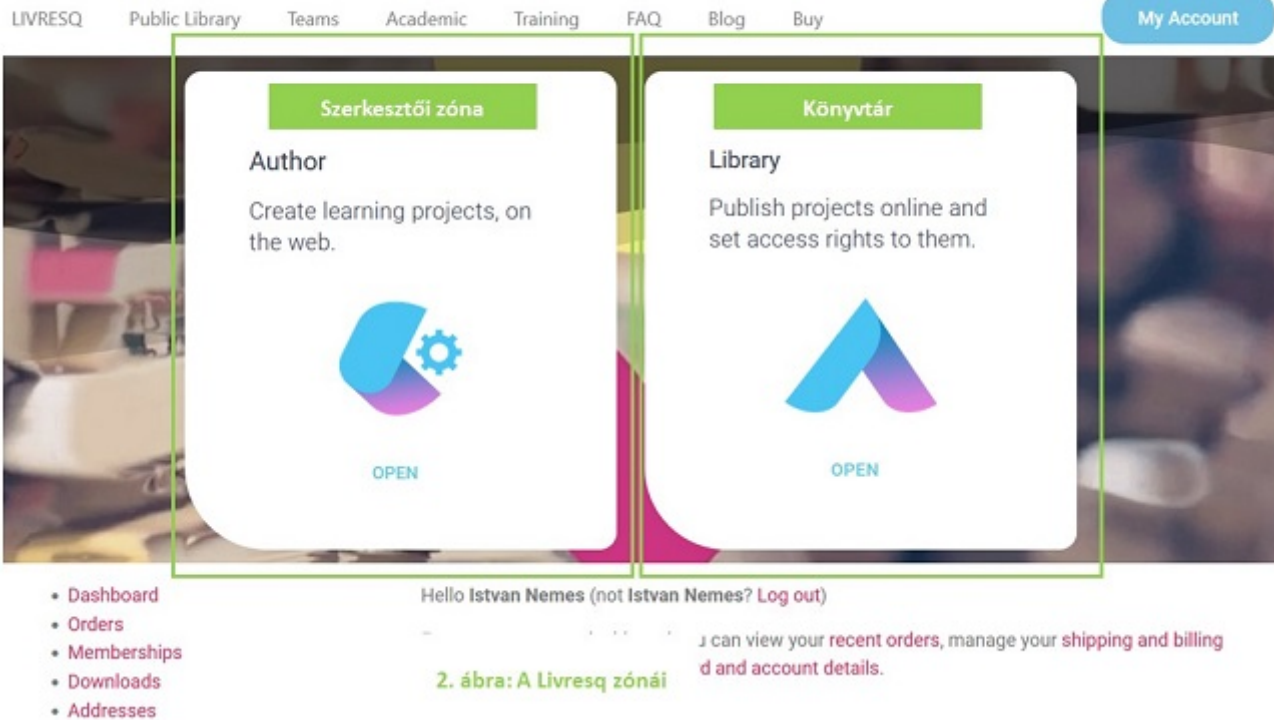 LIVRESQ Public Library Teams Academic Training FAQ Blog Buy My Account
Szerkesztői zóna
Author
Create learning projects, on
the web.
OPEN
Könyvtár
Library
Publish projects online and
set access rights to them.
OPEN
• Dashboard
• Orders
• Memberships
• Downloads
• Addresses
Hello Istvan Nemes (not Istvan Nemes? Log out)
can view your recent orders, manage your shipping and billing
and account details.
2. ábra: A Livresq zónái